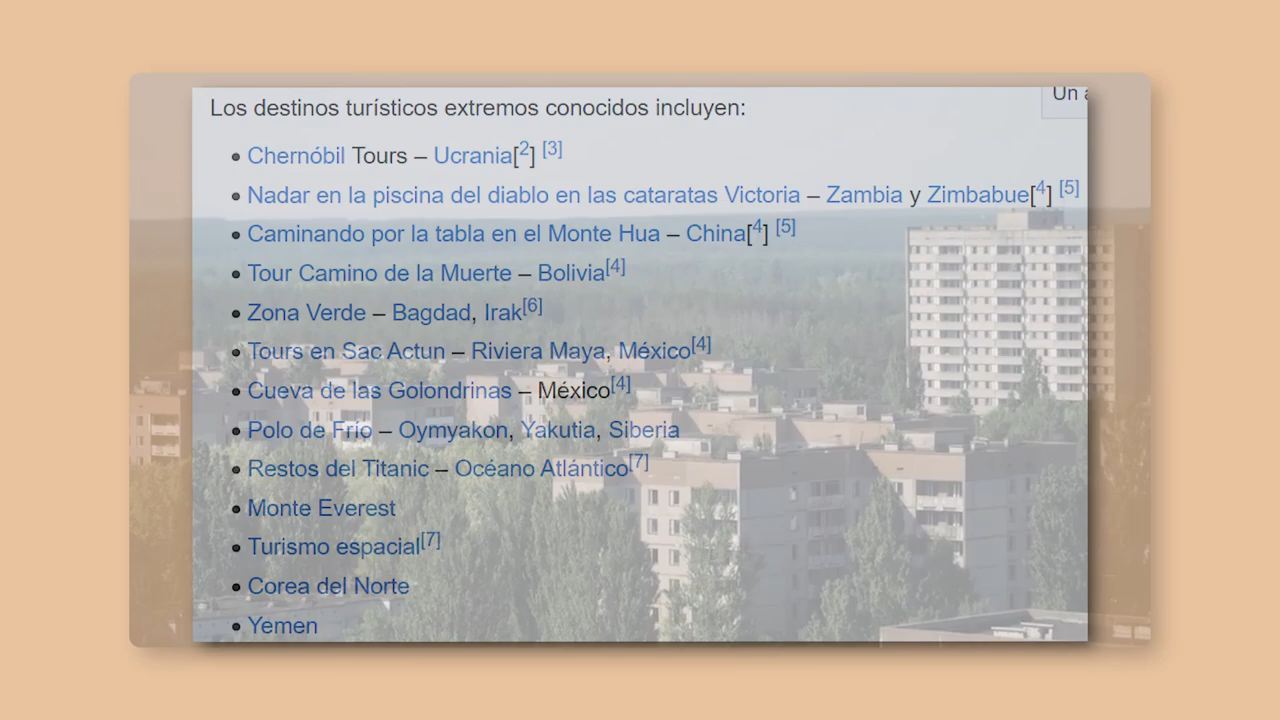 Los destinos turísticos extremos conocidos incluyen:
Un
Chernóbil Tours – Ucrania[2] [3]
Nadar en la piscina del diablo en las cataratas Victoria – Zambia y Zimbabue[4] [5]
Caminando por la tabla en el Monte Hua – China[4] [5]
Tour Camino de la Muerte – Bolivia[4]
Zona Verde – Bagdad, Irak[6]
Tours en Sac Actun – Riviera Maya, México[4]
Cueva de las Golondrinas – México[4]
Polo de Frío – Oymyakon, Yakutia, Siberia
Restos del Titanic – Océano Atlántico[7]
Monte Everest
Turismo espacial[7]
Corea del Norte
Yemen